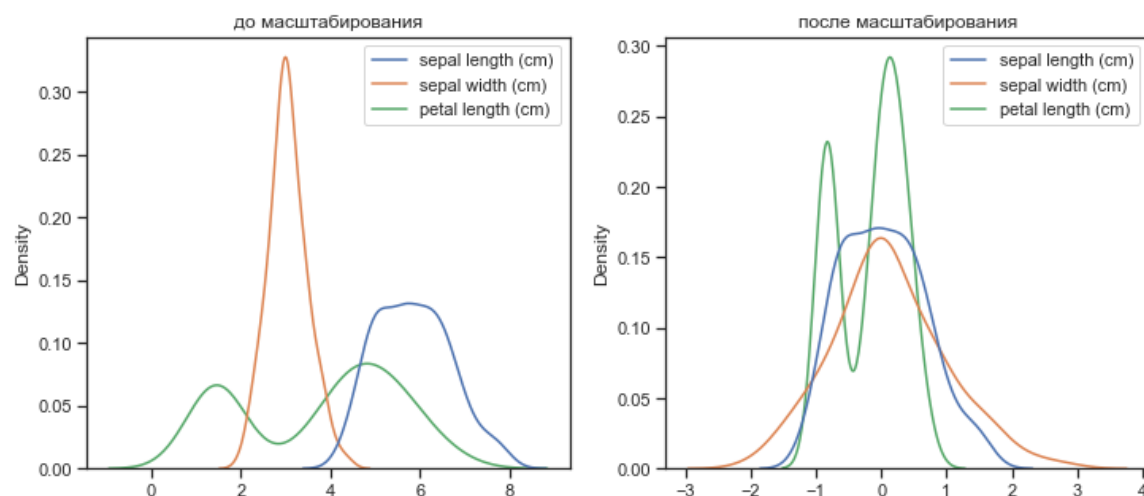 до масштабирования
sepal length (cm)
sepal width (cm)
petal length (cm)
Density
0.30
0.25
0.20
0.15
0.10
0.05
0.00
0
2
4
6
8
после масштабирования
sepal length (cm)
sepal width (cm)
petal length (cm)
Density
0.30
0.25
0.20
0.15
0.10
0.05
0.00
−3
−2
−1
0
1
2
3
4